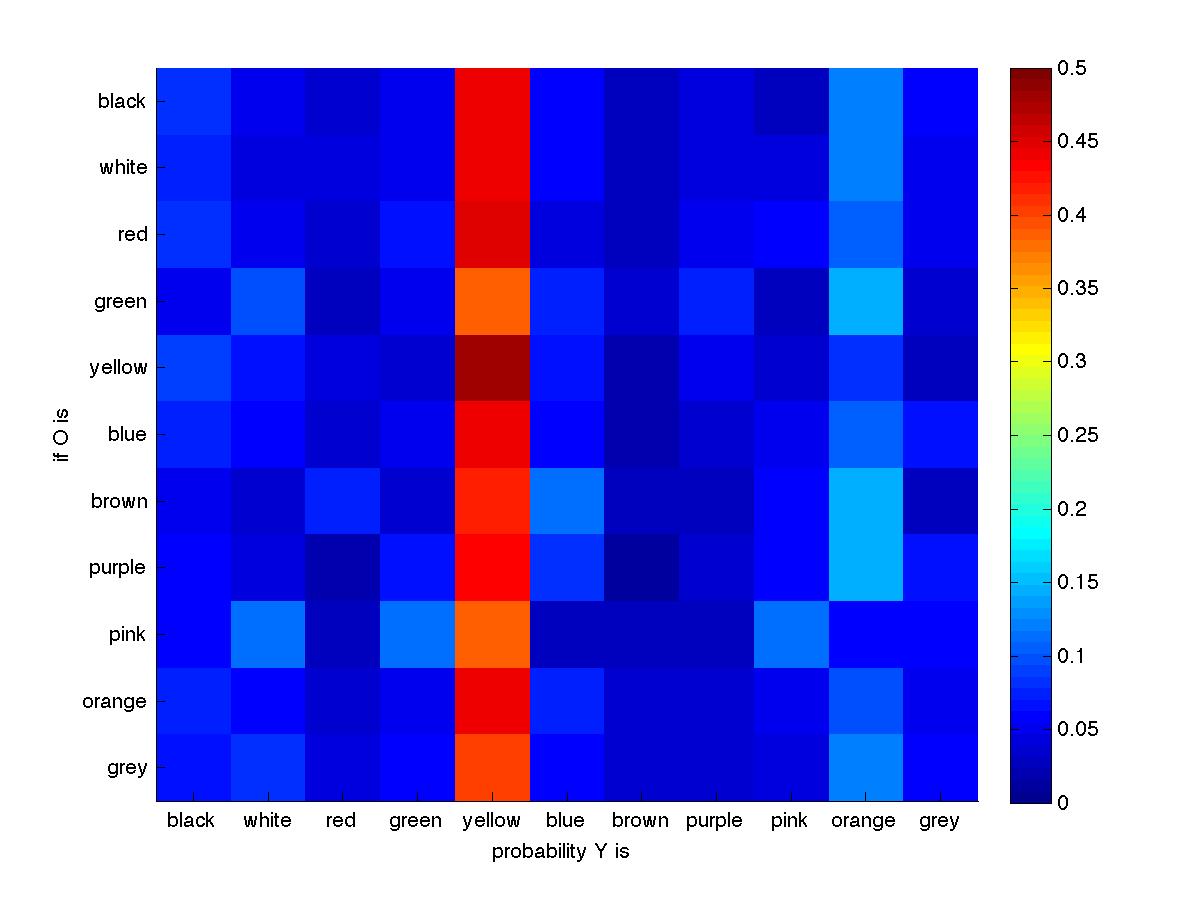 black
white
red
green
yellow
blue
brown
purple
pink
orange
grey
if O is
black white red green yellow blue brown purple pink orange grey
probability Y is
0.5
0.45
0.4
0.35
0.3
0.25
0.2
0.15
0.1
0.05
0